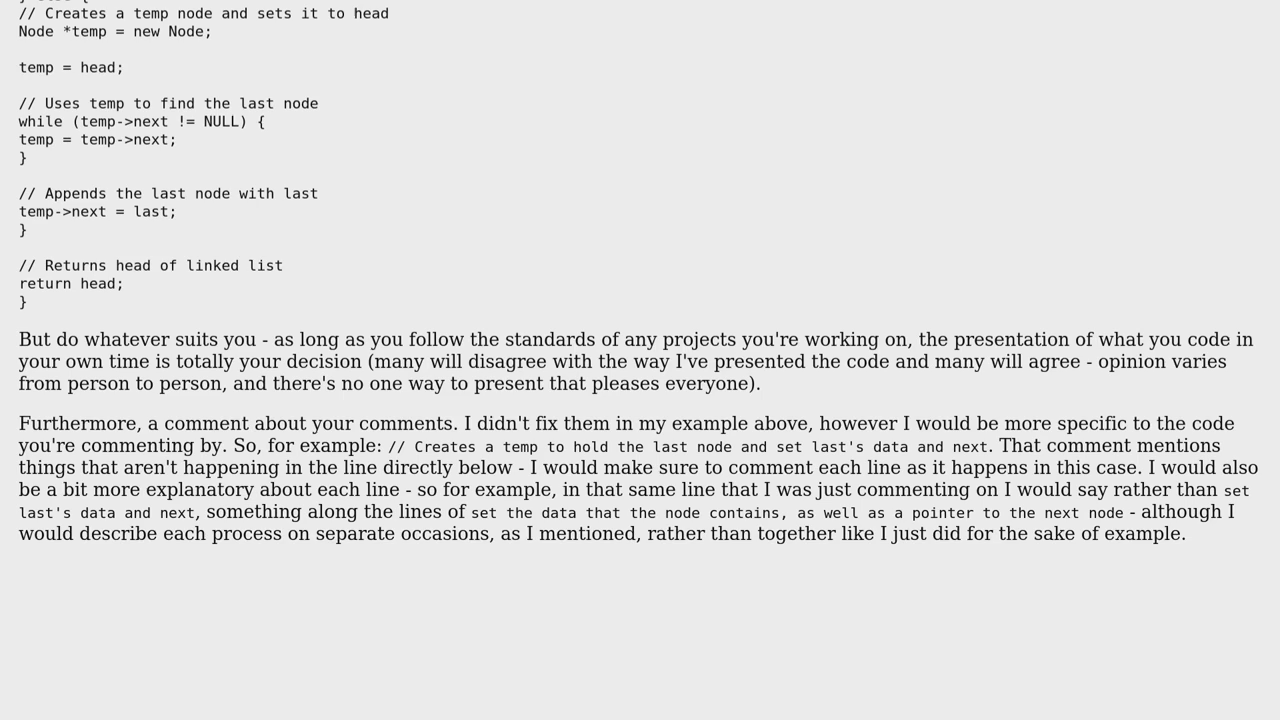 // Creates a temp node and sets it to head
Node *temp = new Node;
temp = head;
// Uses temp to find the last node
while (temp->next != NULL) {
temp = temp->next;
}
// Appends the last node with last
temp->next = last;
}
// Returns head of linked list
return head;
}
But do whatever suits you - as long as you follow the standards of any projects you're working on, the presentation of what you code in
your own time is totally your decision (many will disagree with the way I've presented the code and many will agree - opinion varies
from person to person, and there's no one way to present that pleases everyone).
Furthermore, a comment about your comments. I didn't fix them in my example above, however I would be more specific to the code
you're commenting by. So, for example: // Creates a temp to hold the last node and set last's data and next. That comment mentions
things that aren't happening in the line directly below - I would make sure to comment each line as it happens in this case. I would also
be a bit more explanatory about each line - so for example, in that same line that I was just commenting on I would say rather than set
last's data and next, something along the lines of set the data that the node contains, as well as a pointer to the next node - although I
would describe each process on separate occasions, as I mentioned, rather than together like I just did for the sake of example.